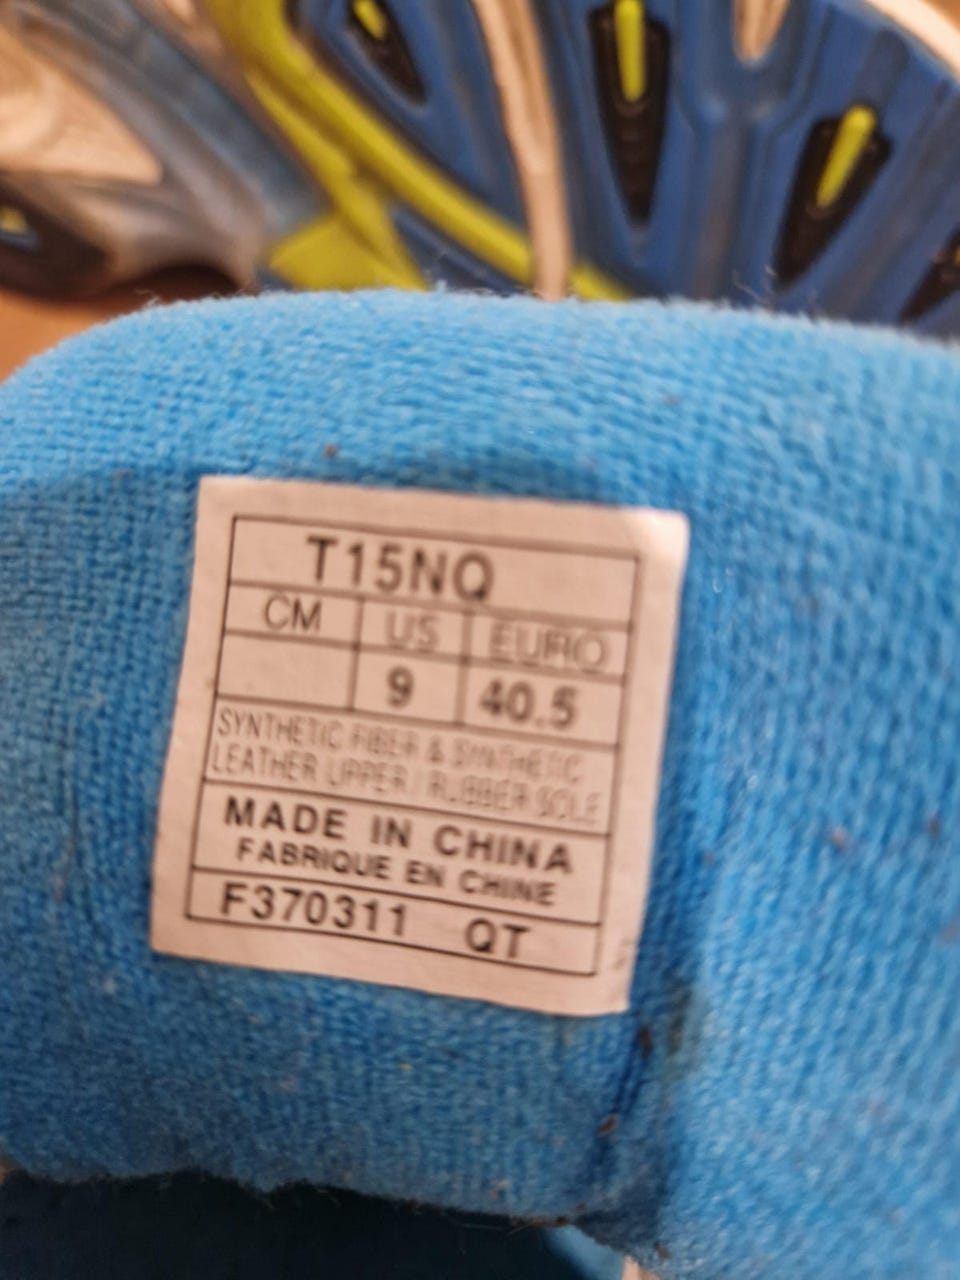 T15NQ
CM US EURO
9 40.5
SYNTHETIC FIBER & SYNTHETIC
LEATHER UPPER / RUBBER SOLE
MADE IN CHINA
FABRIQUE EN CHINE
F370311 QT